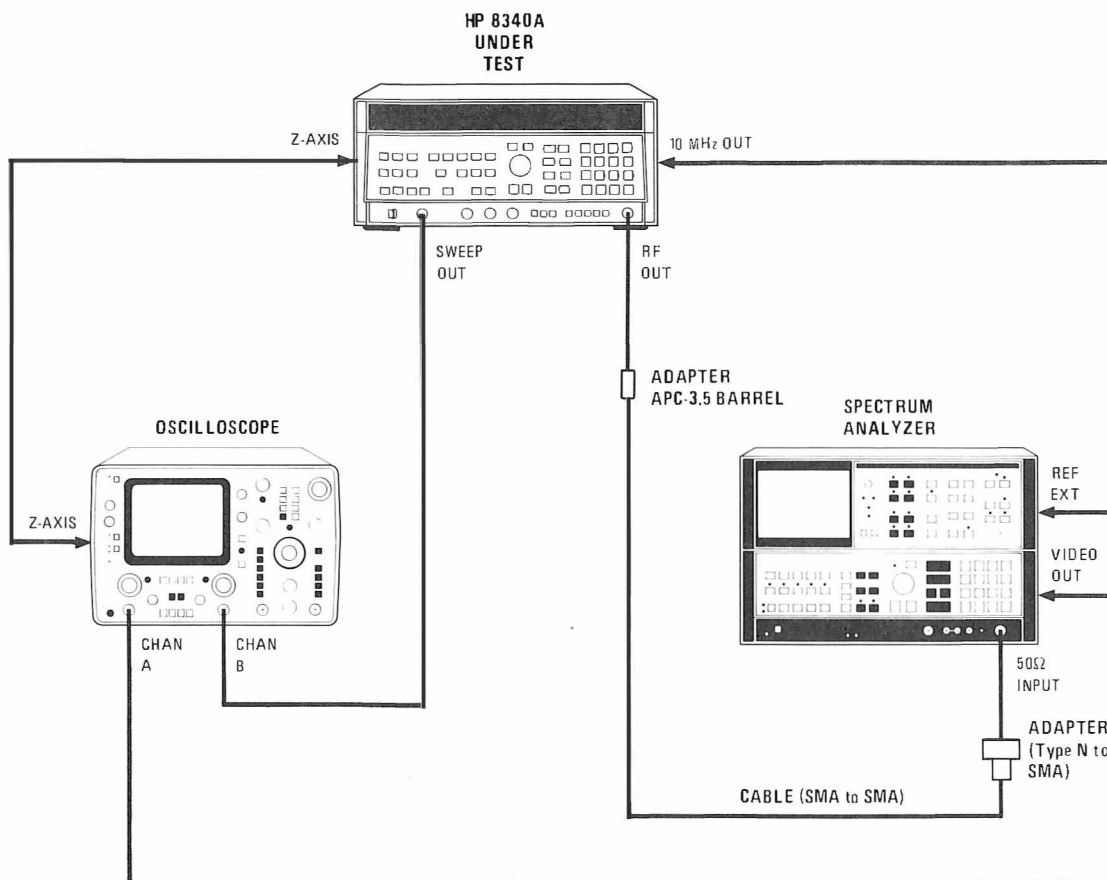 HP 8340A
UNDER
TEST
Z-AXIS
10 MHz OUT
SWEEP
OUT
RF
OUT
ADAPTER
APC-3.5 BARREL
OSCILLOSCOPE
SPECTRUM
ANALYZER
Z-AXIS
REF
EXT
VIDEO
OUT
CHAN
A
CHAN
B
50Ω
INPUT
ADAPTER
(Type N to
SMA)
CABLE (SMA to SMA)